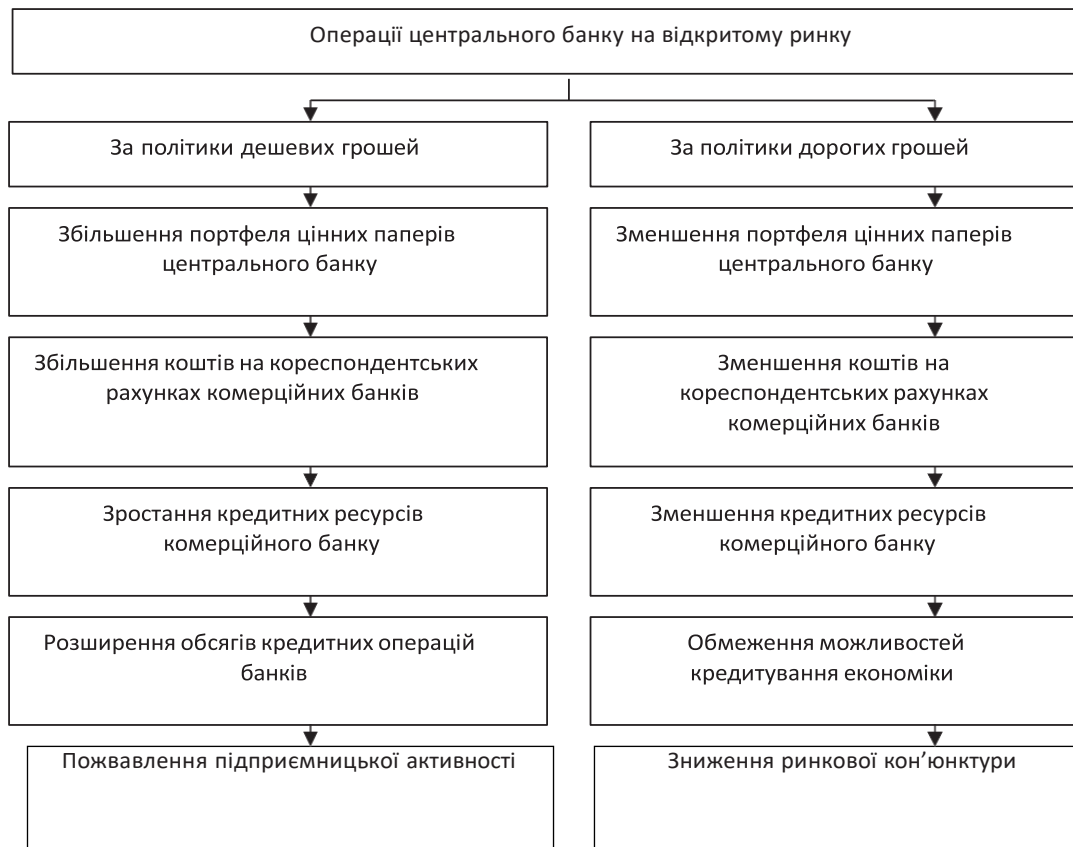 Операції центрального банку на відкритому ринку
За політики дешевих грошей
Збільшення портфеля цінних паперів
центрального банку
Збільшення коштів на кореспондентських
рахунках комерційних банків
Зростання кредитних ресурсів
комерційного банку
Розширення обсягів кредитних операцій
банків
Пожвавлення підприємницької активності
За політики дорогих грошей
Зменшення портфеля цінних паперів
центрального банку
Зменшення коштів на
кореспондентських рахунках
комерційних банків
Зменшення кредитних ресурсів
комерційного банку
Обмеження можливостей
кредитування економіки
Зниження ринкової кон’юнктури